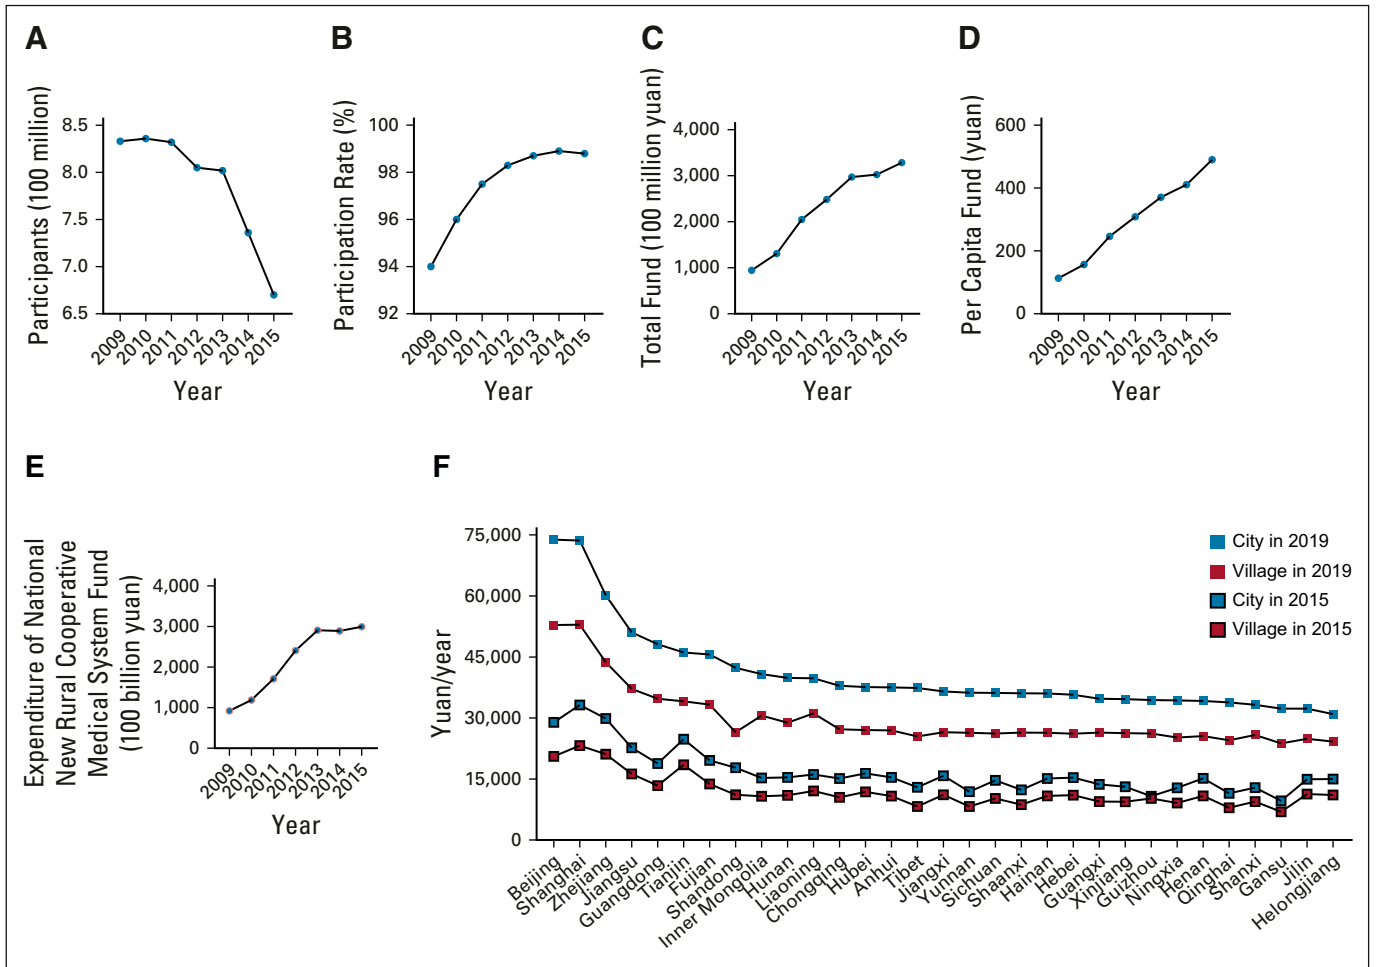 A
Participants (100 million)
8.5
8.0
7.5
7.0
6.5
2009
2010
2011
2012
2013
2014
2015
Year
B
Participation Rate (%)
100
98
96
94
92
2009
2010
2011
2012
2013
2014
2015
Year
C
Total Fund (100 million yuan)
4,000
3,000
2,000
1,000
0
2009
2010
2011
2012
2013
2014
2015
Year
D
Per Capita Fund (yuan)
600
400
200
0
2009
2010
2011
2012
2013
2014
2015
Year
E
Expenditure of National
New Rural Cooperative
Medical System Fund
(100 billion yuan)
4,000
3,000
2,000
1,000
0
2009
2010
2011
2012
2013
2014
2015
Year
F
Yuan/year
75,000
60,000
45,000
30,000
15,000
0
City in 2019
Village in 2019
City in 2015
Village in 2015
Beijing
Shanghai
Zhejiang
Jiangsu
Guangdong
Tianjin
Fujian
Shandong
Inner Mongolia
Hunan
Liaoning
Chongqing
Hubei
Anhui
Tibet
Jiangxi
Yunnan
Sichuan
Shaanxi
Hainan
Hebei
Guangxi
Xinjiang
Guizhou
Ningxia
Henan
Qinghai
Shanxi
Gansu
Jilin
Helongjiang